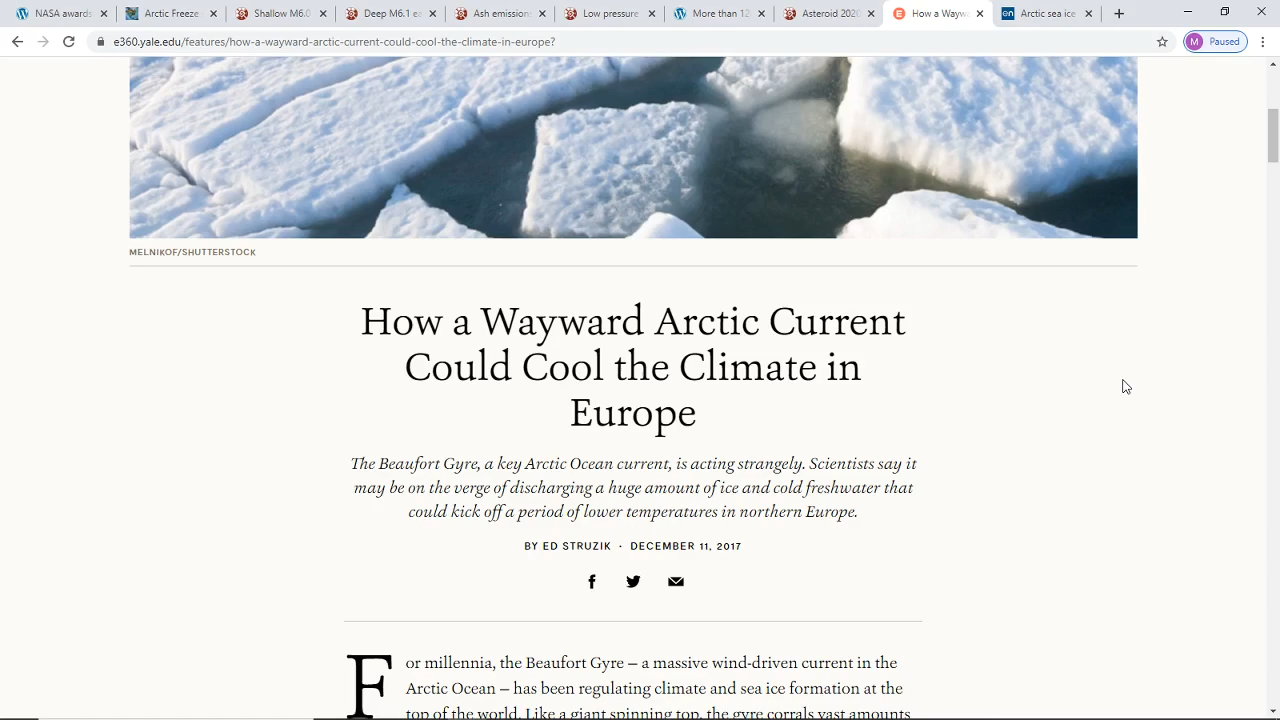 NASA awards
Arctic Freeze
Shallow M6.0
Deep M6.1 ea
Ash emission
Low pressure
More than 12
Asteroid 2020
How a Wayw
en
Arctic sea ice
e360.yale.edu/features/how-a-wayward-arctic-current-could-cool-the-climate-in-europe?
M Paused
MELNIKOF/SHUTTERSTOCK
How a Wayward Arctic Current
Could Cool the Climate in
Europe
The Beaufort Gyre, a key Arctic Ocean current, is acting strangely. Scientists say it
may be on the verge of discharging a huge amount of ice and cold freshwater that
could kick off a period of lower temperatures in northern Europe.
BY ED STRUZIK · DECEMBER 11, 2017
For millennia, the Beaufort Gyre – a massive wind-driven current in the
Arctic Ocean – has been regulating climate and sea ice formation at the
top of the world. Like a giant spinning top, the gyre corrals vast amounts